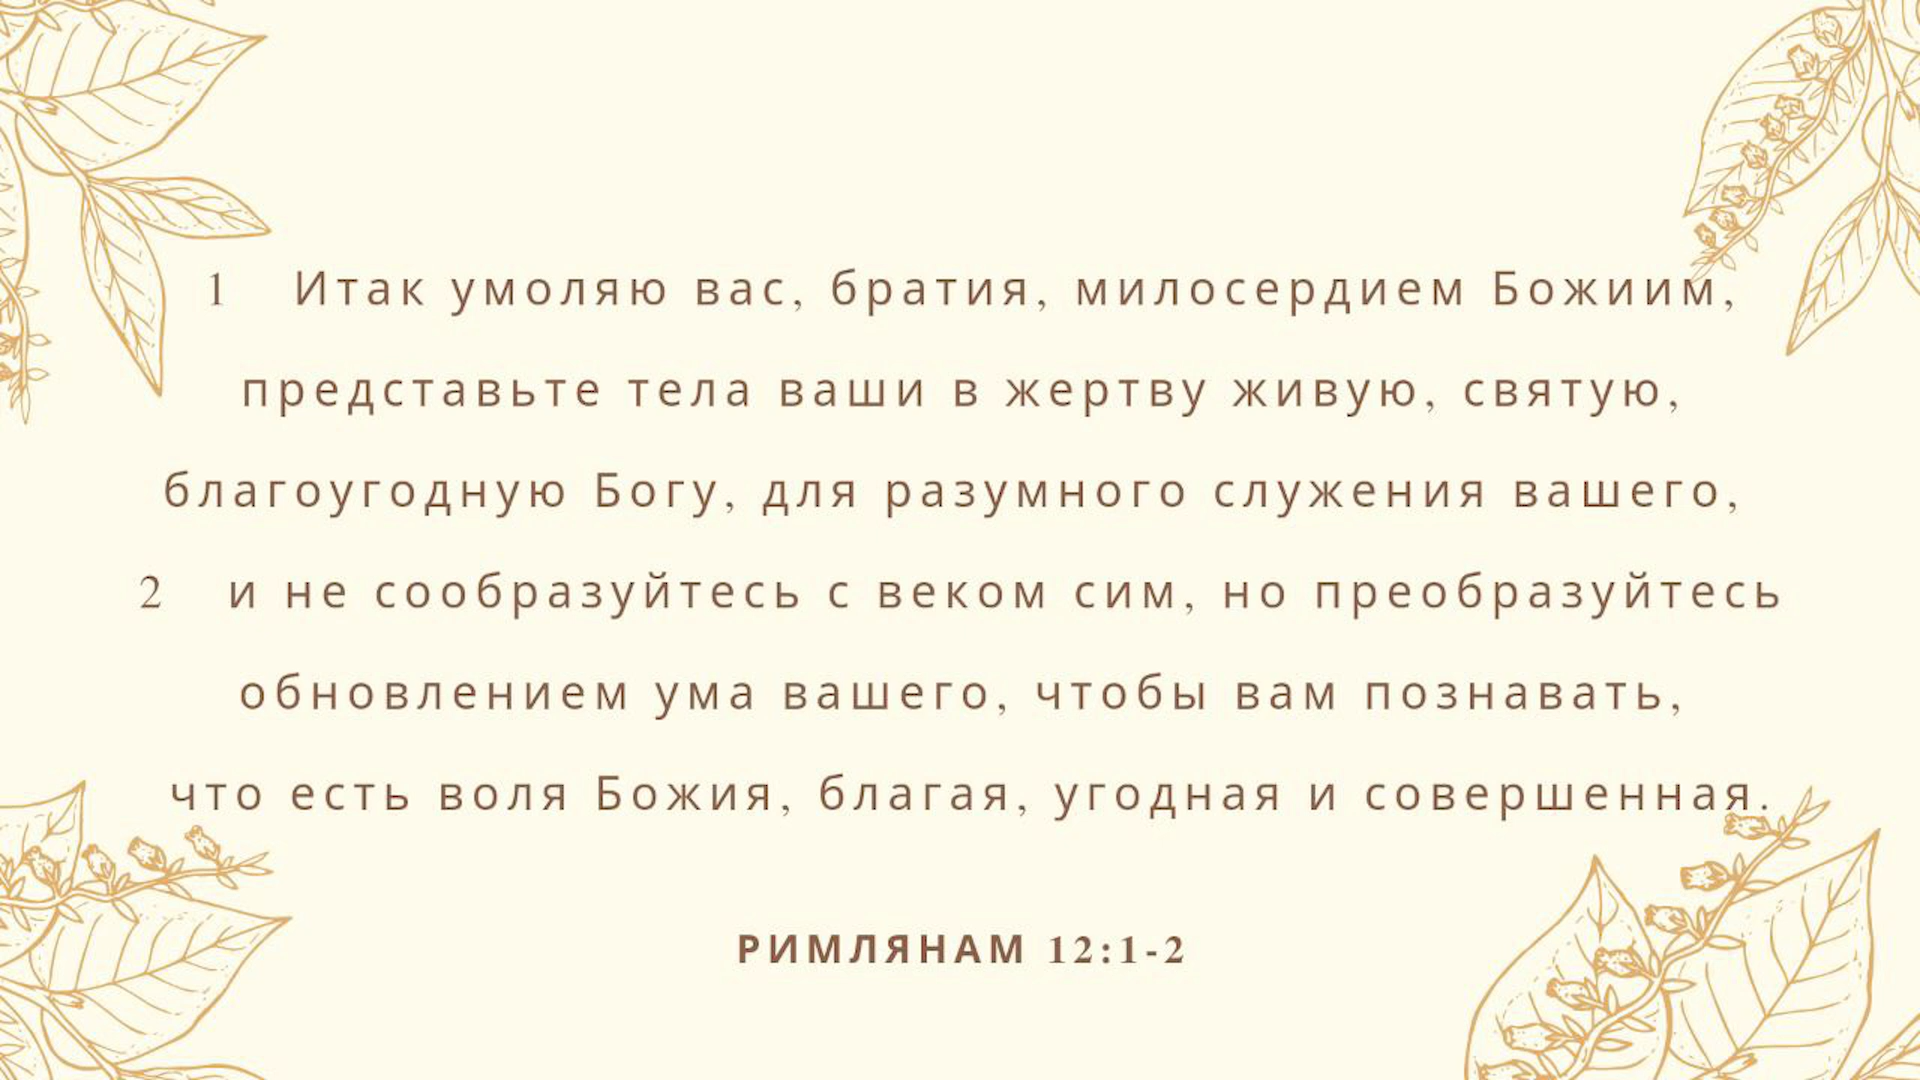 1 Итак умоляю вас, братия, милосердием Божиим,
представьте тела ваши в жертву живую, святую,
благоугодную Богу, для разумного служения вашего,
2 и не сообразуйтесь с веком сим, но преобразуйтесь
обновлением ума вашего, чтобы вам познавать,
что есть воля Божия, благая, угодная и совершенная.
РИМЛЯНАМ 12:1-2